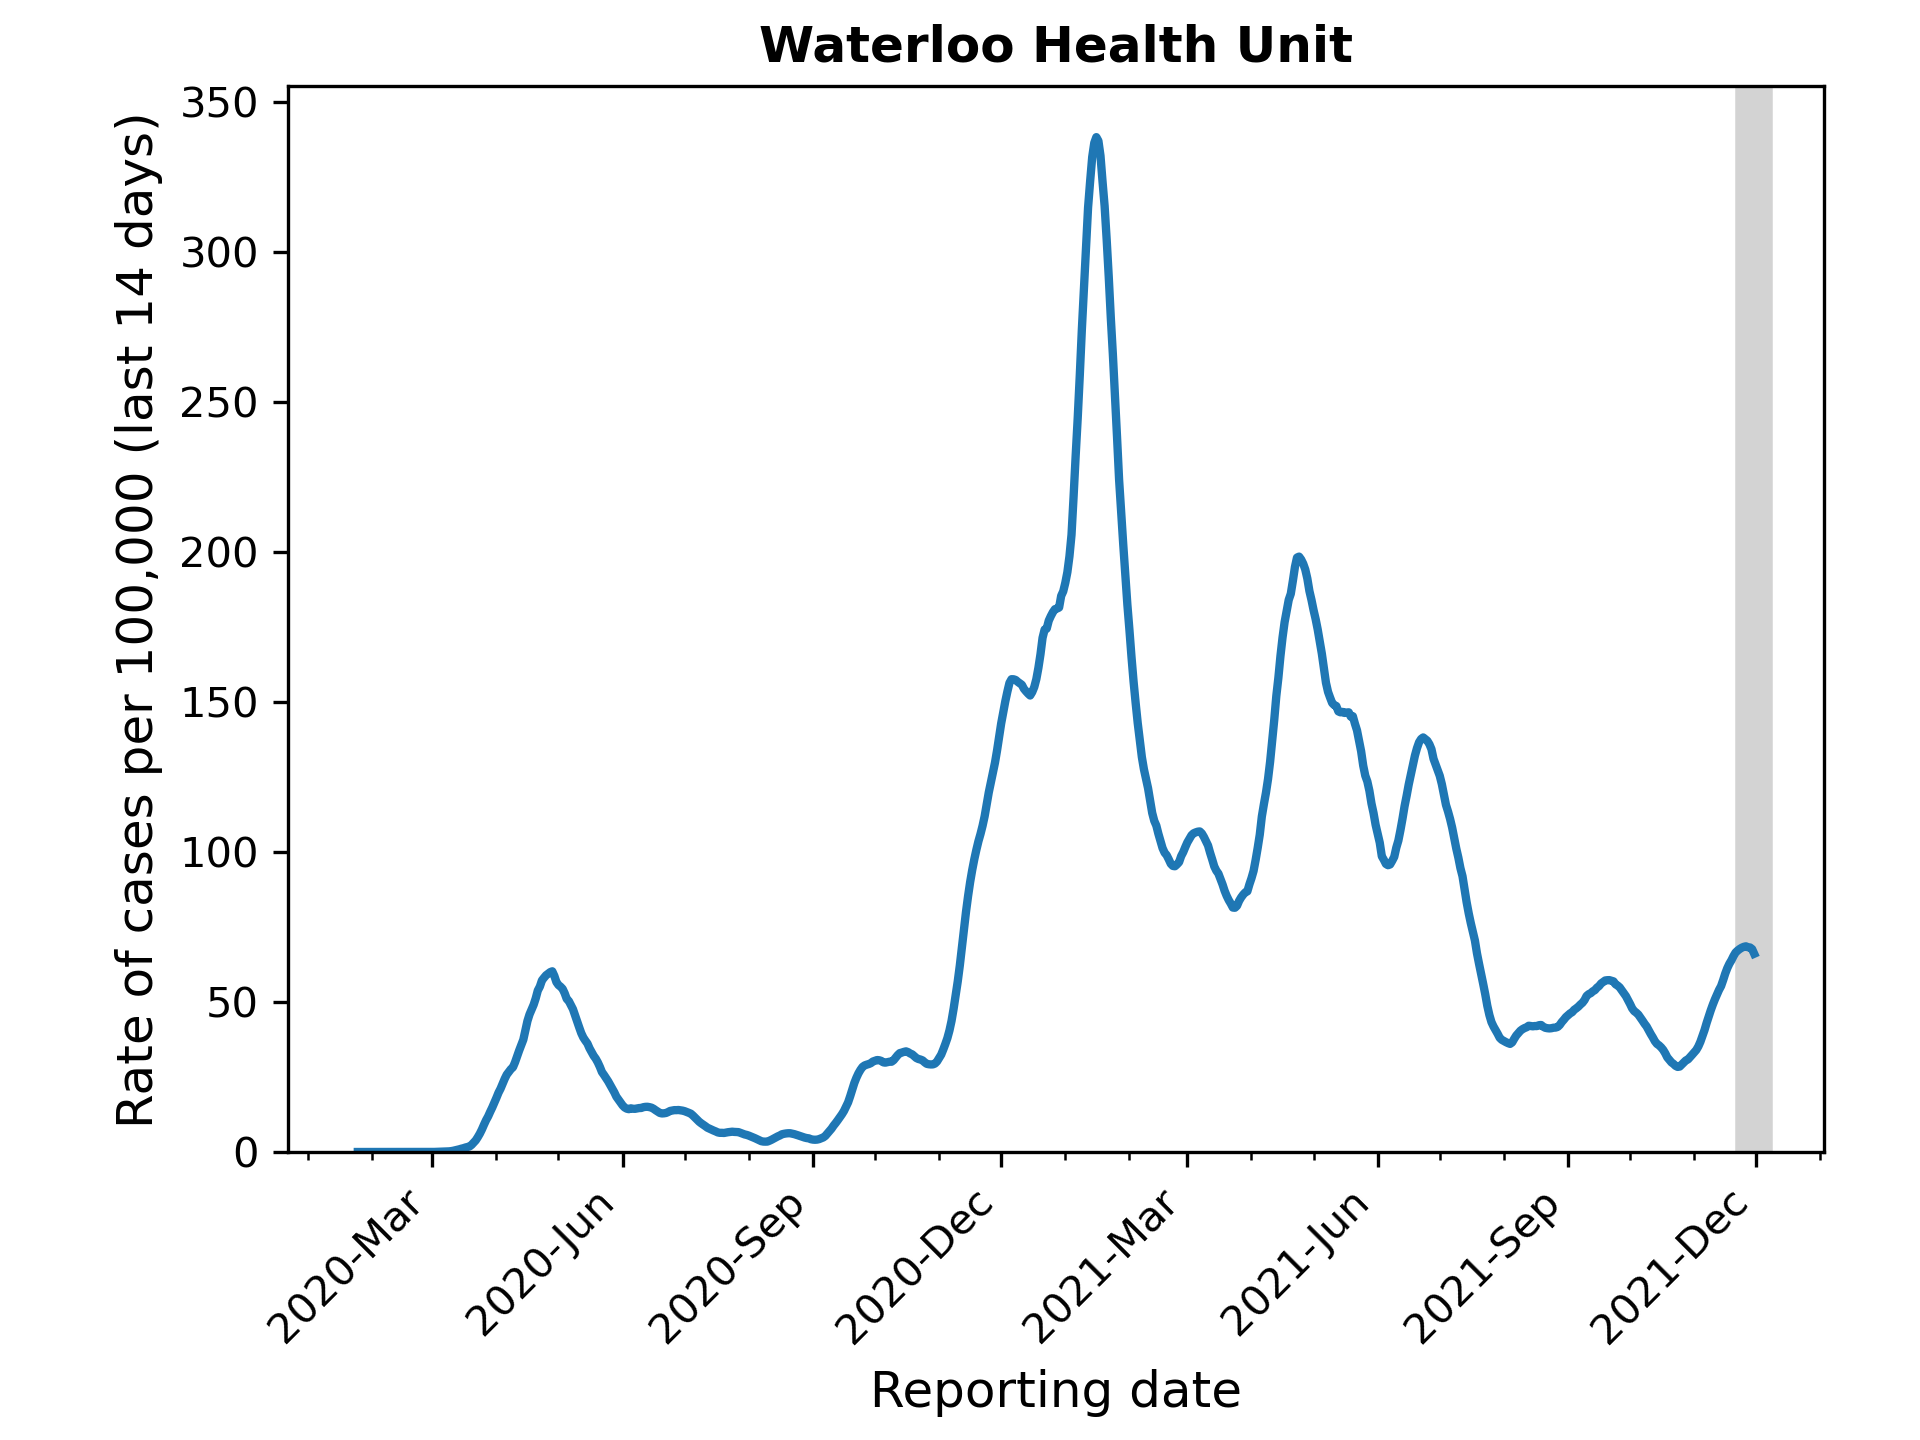 Waterloo Health Unit
Rate of cases per 100,000 (last 14 days)
350
300
250
200
150
100
50
0
2020-Mar
2020-Jun
2020-Sep
2020-Dec
2021-Mar
2021-Jun
2021-Sep
2021-Dec
Reporting date